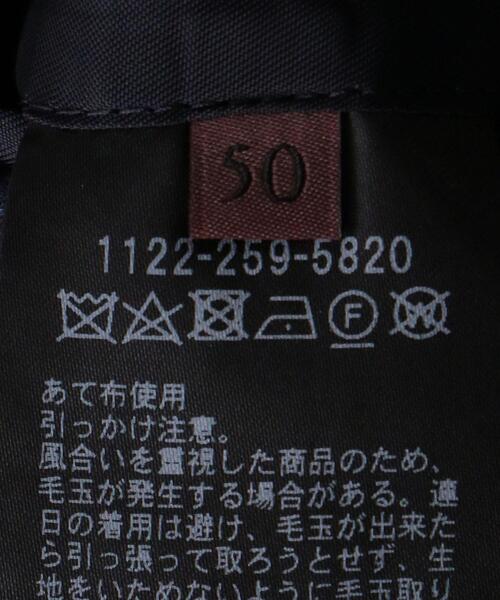 50
1122-259-5820
F W
あて布使用
引っかけ注意。
風合いを重視した商品のため、
毛玉が発生する場合がある。連
日の着用は避け、毛玉が出来た
ら引っ張って取ろうとせず、生
地をいためないように毛玉取り